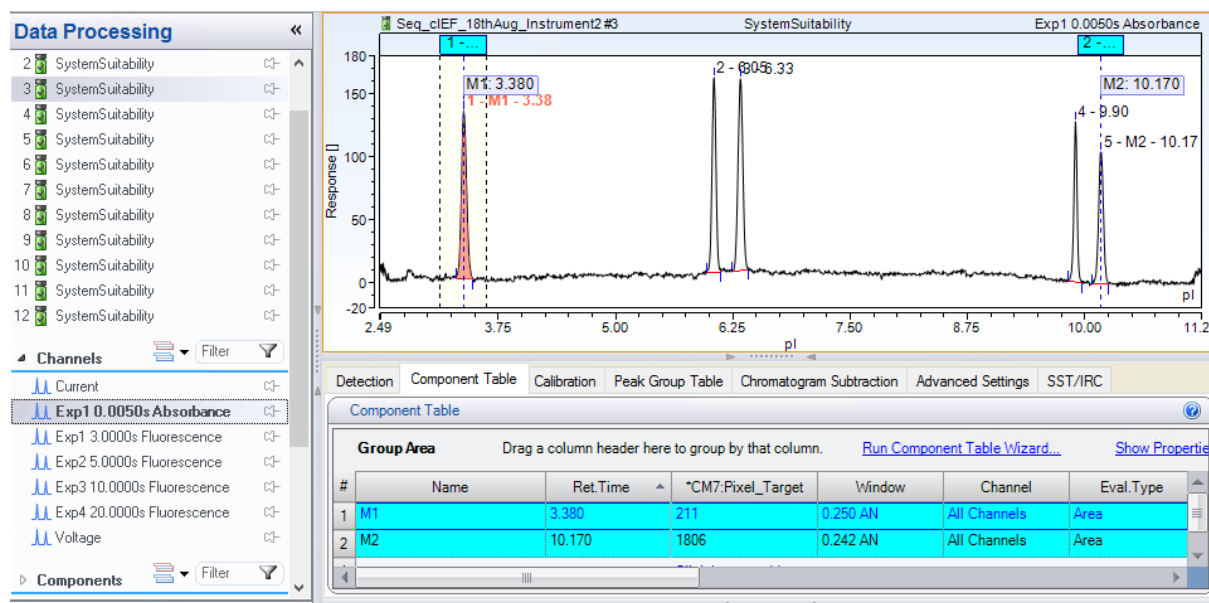 Data Processing
«
2 SystemSuitability
3 SystemSuitability
4 SystemSuitability
5 SystemSuitability
6 SystemSuitability
7 SystemSuitability
8 SystemSuitability
9 SystemSuitability
10 SystemSuitability
11 SystemSuitability
12 SystemSuitability
Channels
Filter
Current
Exp1 0.0050s Absorbance
Exp1 3.0000s Fluorescence
Exp2 5.0000s Fluorescence
Exp3 10.0000s Fluorescence
Exp4 20.0000s Fluorescence
Voltage
Components
Filter
Seq_cIEF_18thAug_Instrument2 #3 SystemSuitability Exp1 0.0050s Absorbance
1 -...
2 -...
180
150
100
50
0
-20
Response []
M1: 3.380
1 - M1 - 3.38
2 - 6.05
3 - 6.33
M2: 10.170
4 - 9.90
5 - M2 - 10.17
pI
2.49 3.75 5.00 6.25 7.50 8.75 10.00 11.2
pI
Detection Component Table Calibration Peak Group Table Chromatogram Subtraction Advanced Settings SST/IRC
Component Table
Group Area Drag a column header here to group by that column. Run Component Table Wizard... Show Propertie
# Name Ret.Time *CM7:Pixel_Target Window Channel Eval.Type
1 M1 3.380 211 0.250 AN All Channels Area
2 M2 10.170 1806 0.242 AN All Channels Area